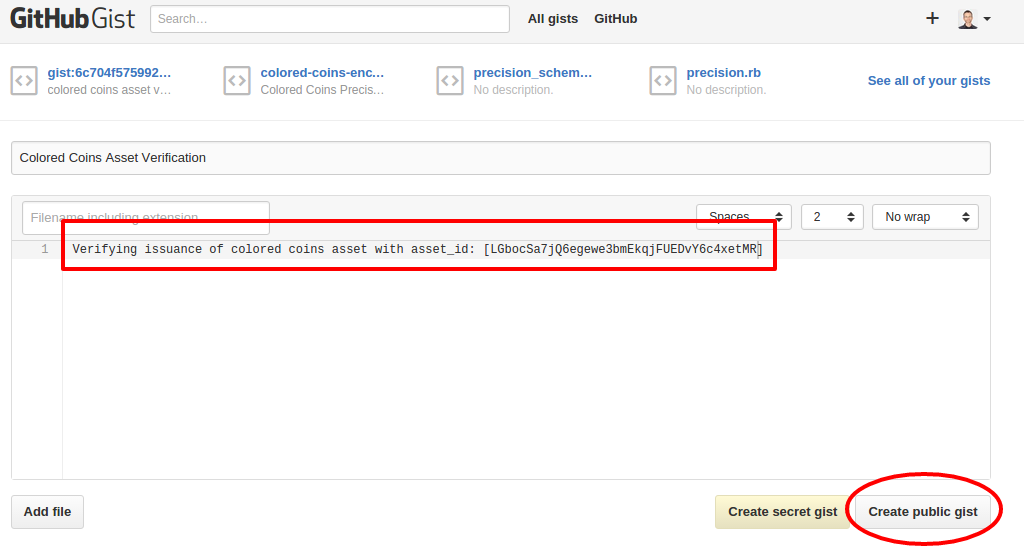 GitHub Gist Search… All gists GitHub
gist:6c704f575992… colored-coins-enc… precision_schem… precision.rb See all of your gists
colored coins asset v… Colored Coins Precis… No description. No description.
Colored Coins Asset Verification
Filename including extension… Spaces 2 No wrap
1 Verifying issuance of colored coins asset with asset_id: [LGbocSa7jQ6egewe3bmEkqjFUEDvY6c4xetMR]
Add file Create secret gist Create public gist